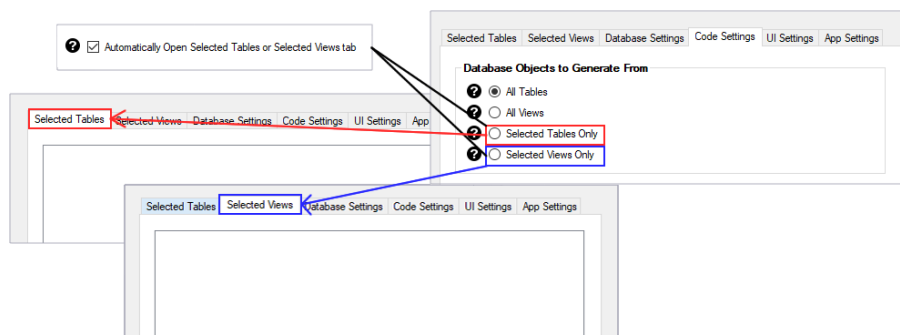 ? Automatically Open Selected Tables or Selected Views tab
Selected Tables Selected Views Database Settings Code Settings UI Settings App Settings
Database Objects to Generate From
? All Tables
? All Views
? Selected Tables Only
? Selected Views Only
Selected Tables Selected Views Database Settings Code Settings UI Settings App
Selected Tables Selected Views Database Settings Code Settings UI Settings App Settings